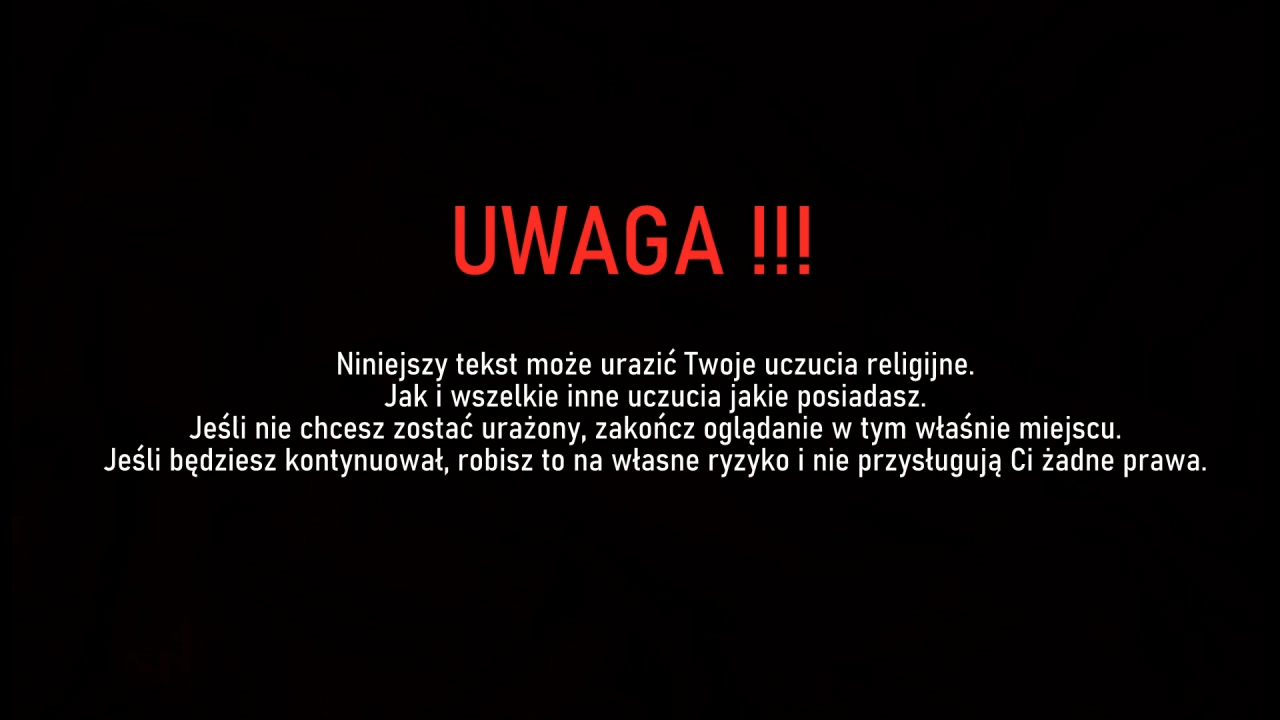 UWAGA !!!
Niniejszy tekst może urazić Twoje uczucia religijne.
Jak i wszelkie inne uczucia jakie posiadasz.
Jeśli nie chcesz zostać urażony, zakończ oglądanie w tym właśnie miejscu.
Jeśli będziesz kontynuował, robisz to na własne ryzyko i nie przysługują Ci żadne prawa.